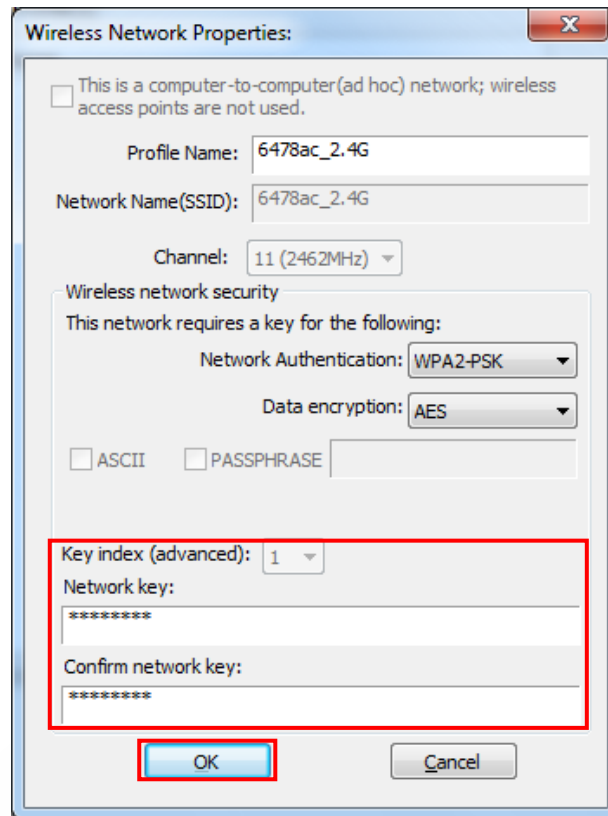 Wireless Network Properties:
This is a computer-to-computer(ad hoc) network; wireless
access points are not used.
Profile Name: 6478ac_2.4G
Network Name(SSID): 6478ac_2.4G
Channel: 11 (2462MHz)
Wireless network security
This network requires a key for the following:
Network Authentication: WPA2-PSK
Data encryption: AES
ASCII PASSPHRASE
Key index (advanced): 1
Network key:
********
Confirm network key:
********
OK Cancel